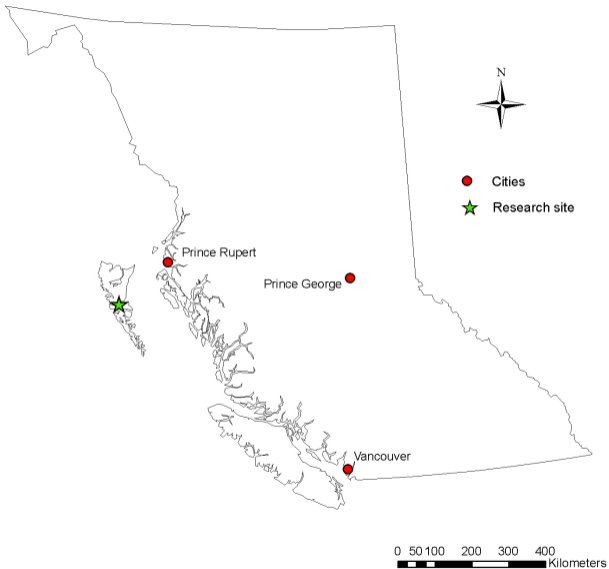 N
Cities
Research site
Prince Rupert
Prince George
Vancouver
0 50 100 200 300 400
Kilometers